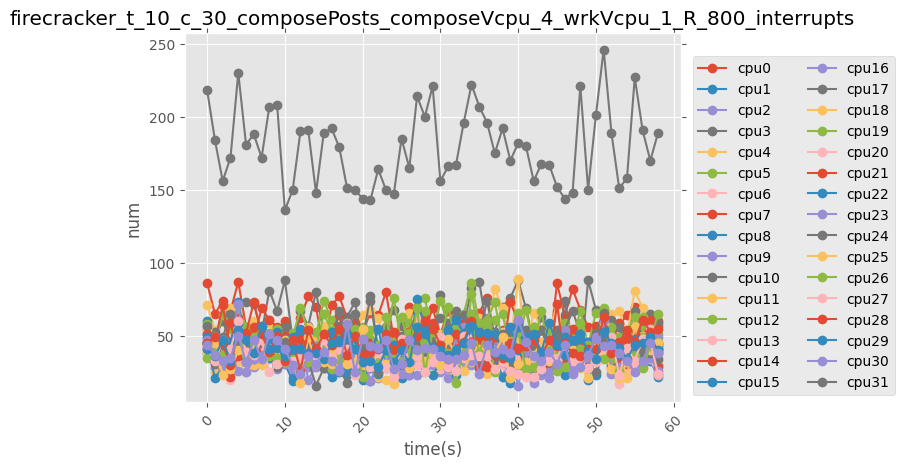 firecracker_t_10_c_30_composePosts_composeVcpu_4_wrkVcpu_1_R_800_interrupts
250
200
150
100
50
num
0
10
20
30
40
50
60
time(s)
cpu0
cpu1
cpu2
cpu3
cpu4
cpu5
cpu6
cpu7
cpu8
cpu9
cpu10
cpu11
cpu12
cpu13
cpu14
cpu15
cpu16
cpu17
cpu18
cpu19
cpu20
cpu21
cpu22
cpu23
cpu24
cpu25
cpu26
cpu27
cpu28
cpu29
cpu30
cpu31